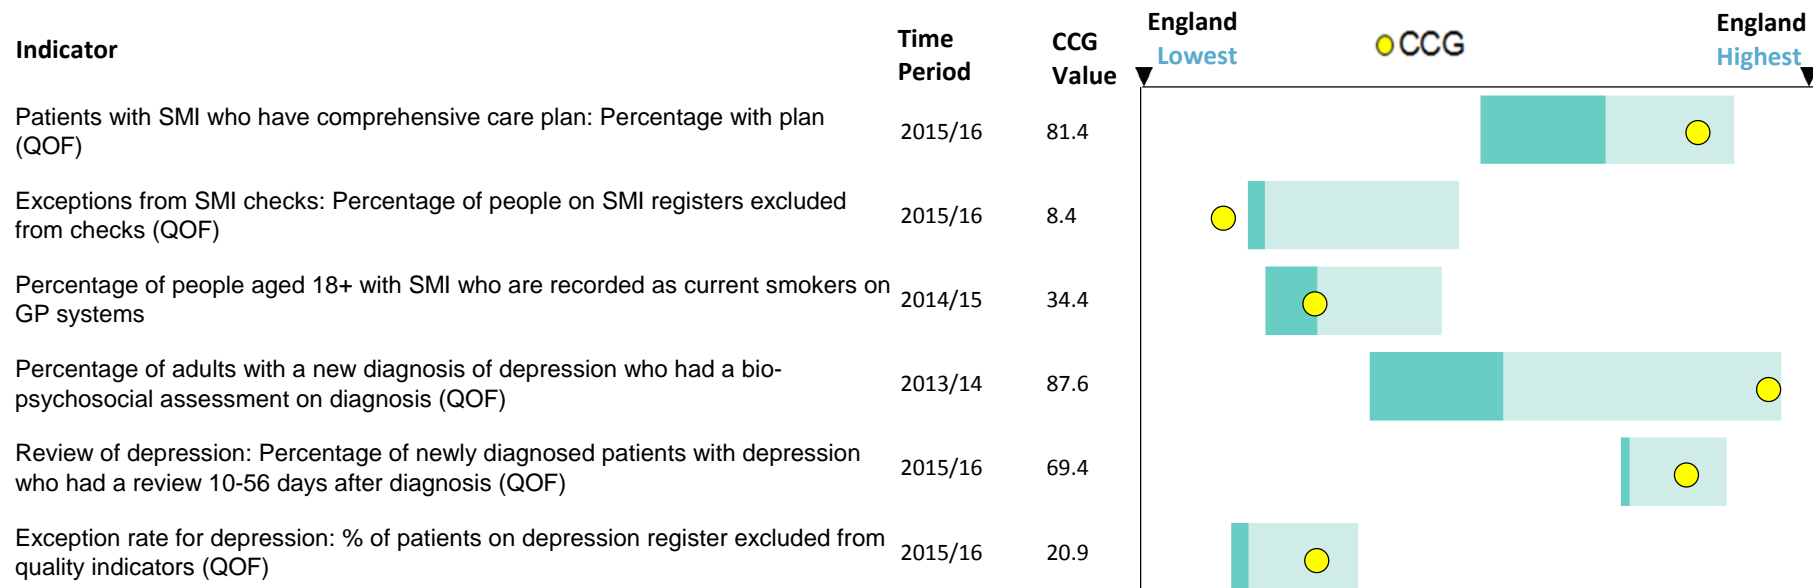 Indicator
Time
Period
CCG
Value
England
Lowest
CCG
England
Highest
Patients with SMI who have comprehensive care plan: Percentage with plan
(QOF)
2015/16
81.4
Exceptions from SMI checks: Percentage of people on SMI registers excluded
from checks (QOF)
2015/16
8.4
Percentage of people aged 18+ with SMI who are recorded as current smokers on
GP systems
2014/15
34.4
Percentage of adults with a new diagnosis of depression who had a bio-
psychosocial assessment on diagnosis (QOF)
2013/14
87.6
Review of depression: Percentage of newly diagnosed patients with depression
who had a review 10-56 days after diagnosis (QOF)
2015/16
69.4
Exception rate for depression: % of patients on depression register excluded from
quality indicators (QOF)
2015/16
20.9